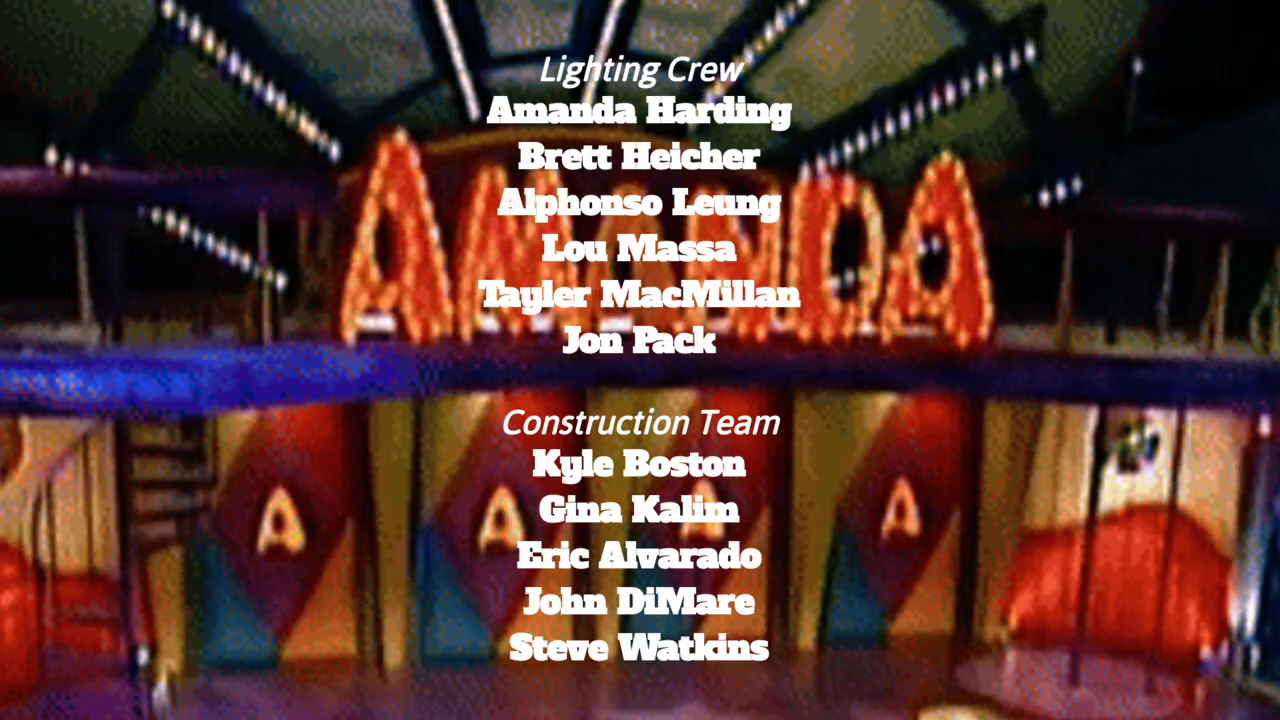 Lighting Crew
Amanda Harding
Brett Heicher
Alphonso Leung
Lou Massa
Tayler MacMillan
Jon Pack
AMANDA
Construction Team
Kyle Boston
Gina Kalim
Eric Alvarado
John DiMare
Steve Watkins
A A A A